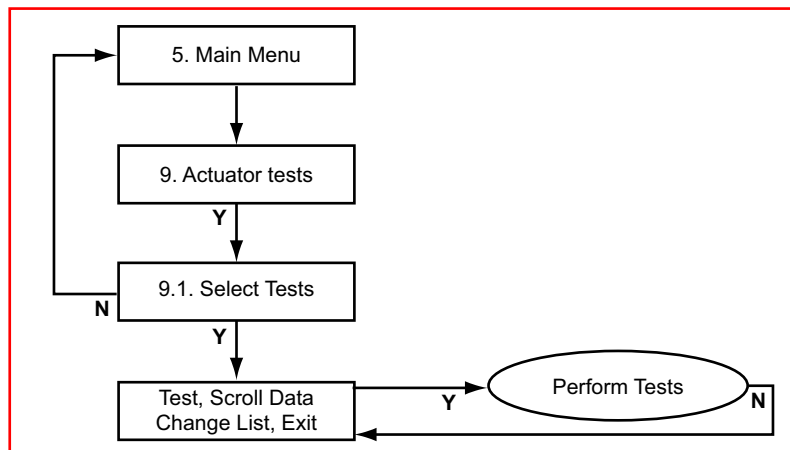 5. Main Menu
9. Actuator tests
Y
9.1. Select Tests
N
Y
Test, Scroll Data
Change List, Exit
Y
Perform Tests
N